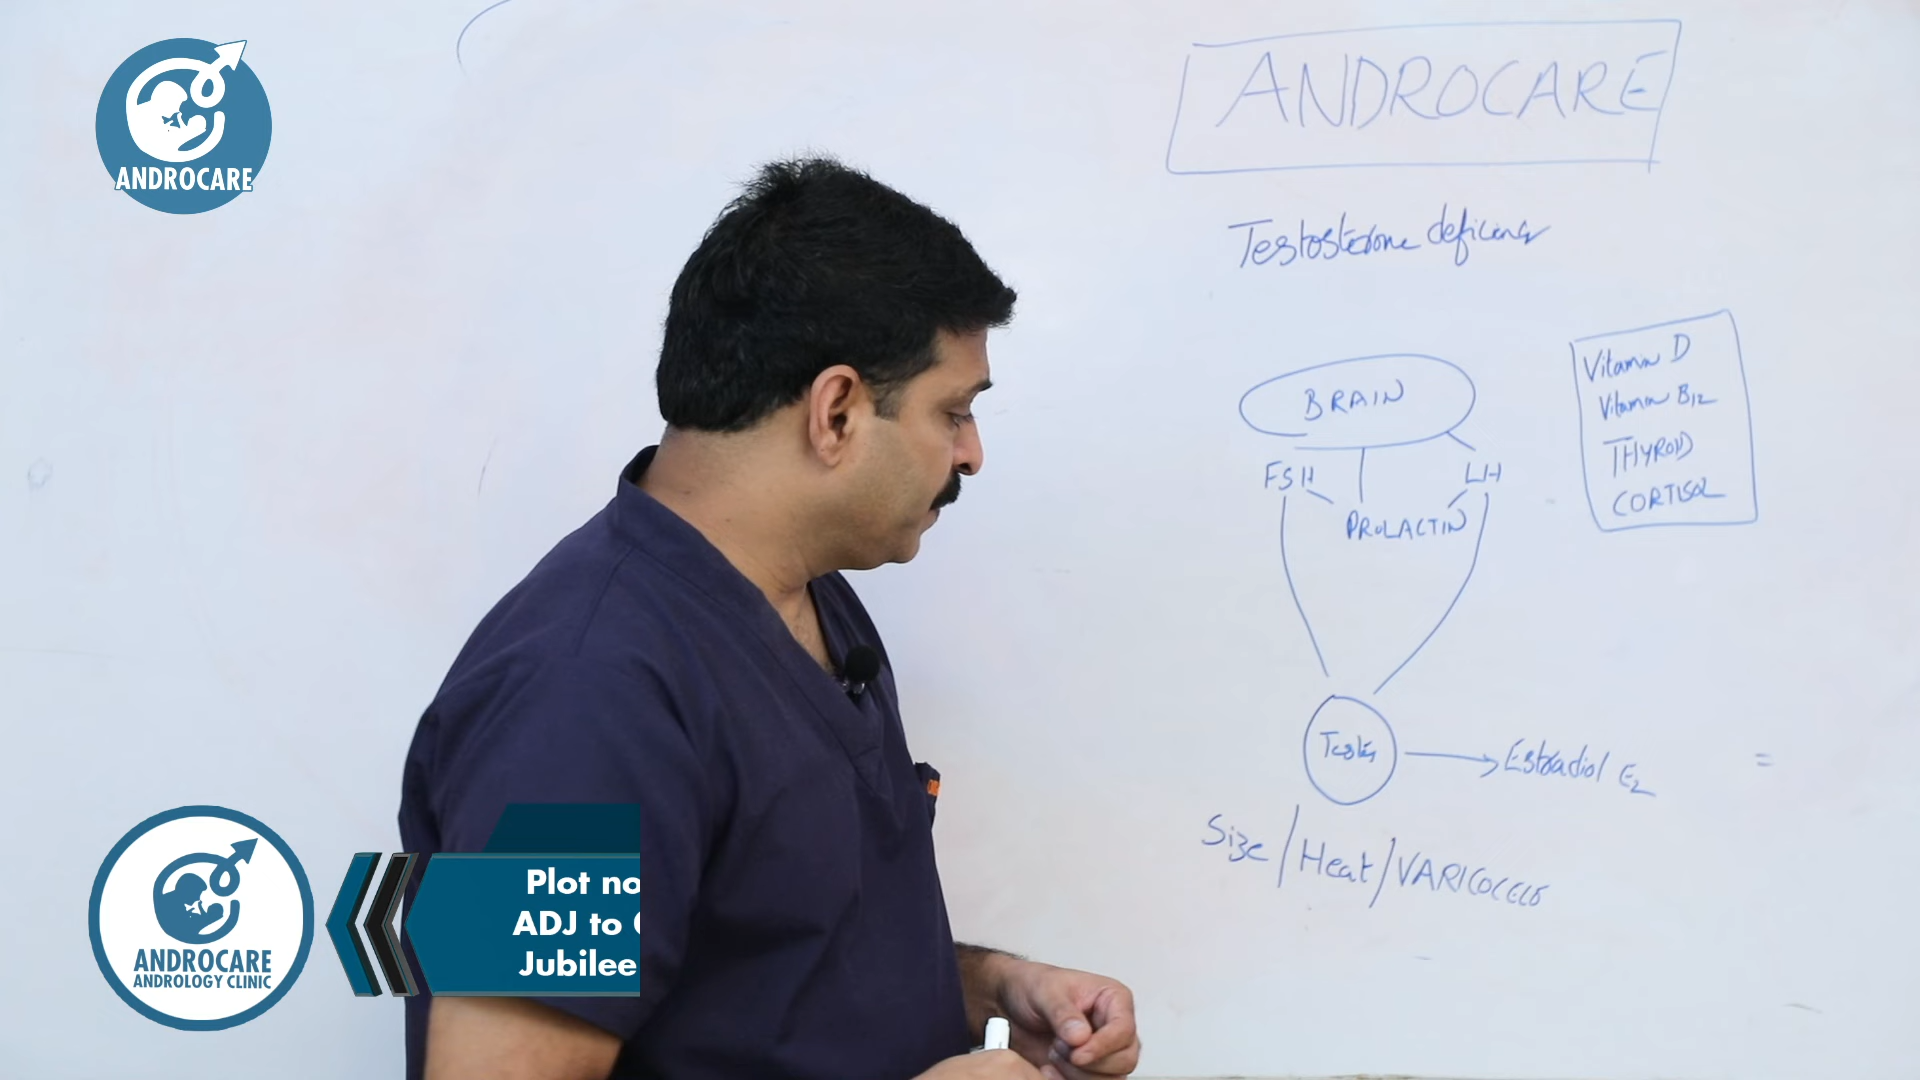 ANDROCARE
ANDROCARE
Testosterone deficiency
BRAIN
FSH
LH
PROLACTIN
Vitamin D
Vitamin B12
THYROID
CORTISOL
Testis
Estradiol E2
=
Size/Heat/VARICOCELE
Plot no
ADJ to
Jubilee
ANDROCARE
ANDROLOGY CLINIC